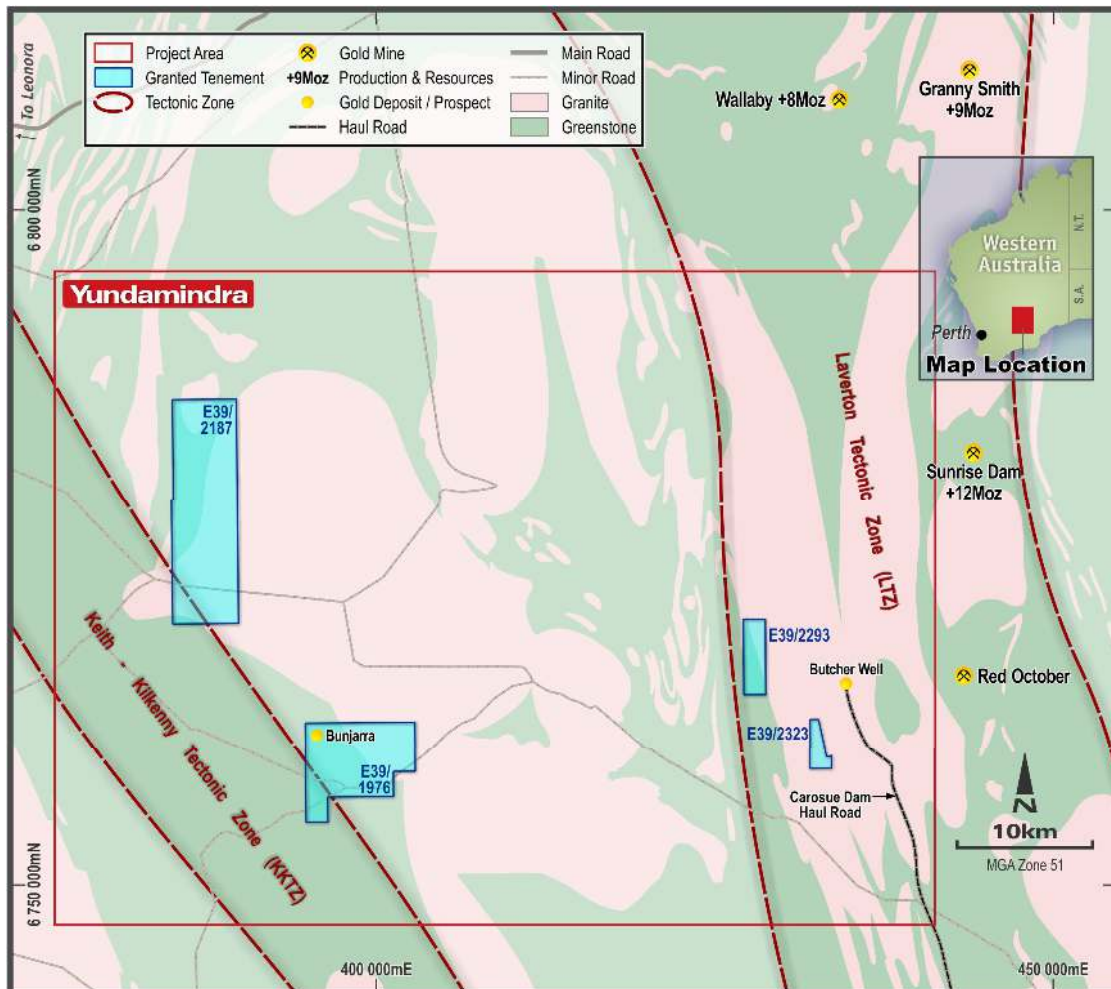 Project Area
Granted Tenement
Tectonic Zone
Gold Mine
+9Moz Production & Resources
Gold Deposit / Prospect
Haul Road
Main Road
Minor Road
Granite
Greenstone
To Leonora
Wallaby +8Moz
Granny Smith
+9Moz
6 800 000mN
Western
Australia
N.T.
S.A.
Perth
Map Location
Yundamindra
Laverton Tectonic Zone (LTZ)
E39/
2187
Sunrise Dam
+12Moz
Keith - Kilkenny Tectonic Zone (KKTZ)
E39/2293
Butcher Well
Red October
Bunjarra
E39/
1976
E39/2323
Carosue Dam
Haul Road
N
10km
MGA Zone 51
6 750 000mN
400 000mE
450 000mE